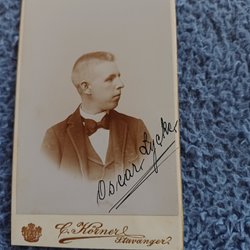 Oscar Lycke.
C. Körner
Stavanger